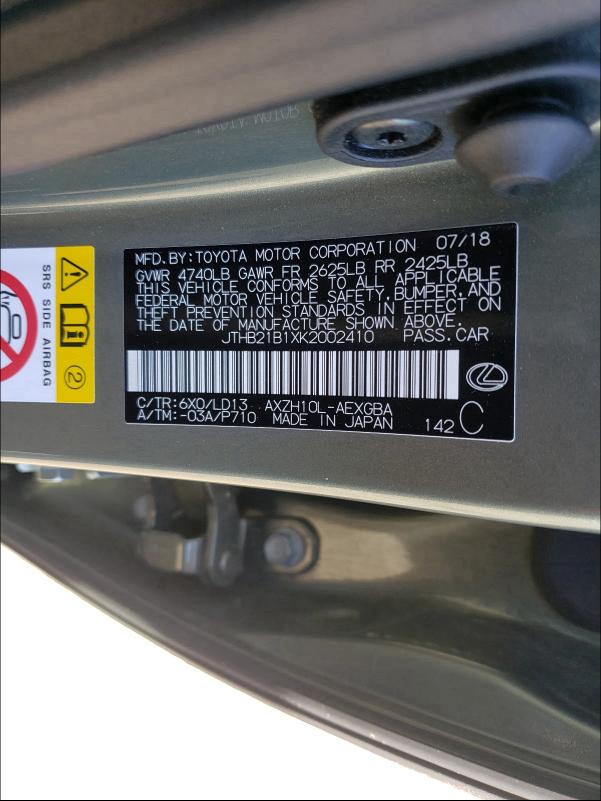 MFD. BY: TOYOTA MOTOR CORPORATION 07/18
GVWR 4740LB GAWR FR 2625LB RR 2425LB
THIS VEHICLE CONFORMS TO ALL APPLICABLE
FEDERAL MOTOR VEHICLE SAFETY, BUMPER, AND
THEFT PREVENTION STANDARDS IN EFFECT ON
THE DATE OF MANUFACTURE SHOWN ABOVE.
JTHB21B1XK2002410 PASS. CAR
C/TR: 6X0/LD13 AXZH10L-AEXGBA
A/TM: -03A/P710 MADE IN JAPAN 142 C
SRS SIDE AIRBAG
2